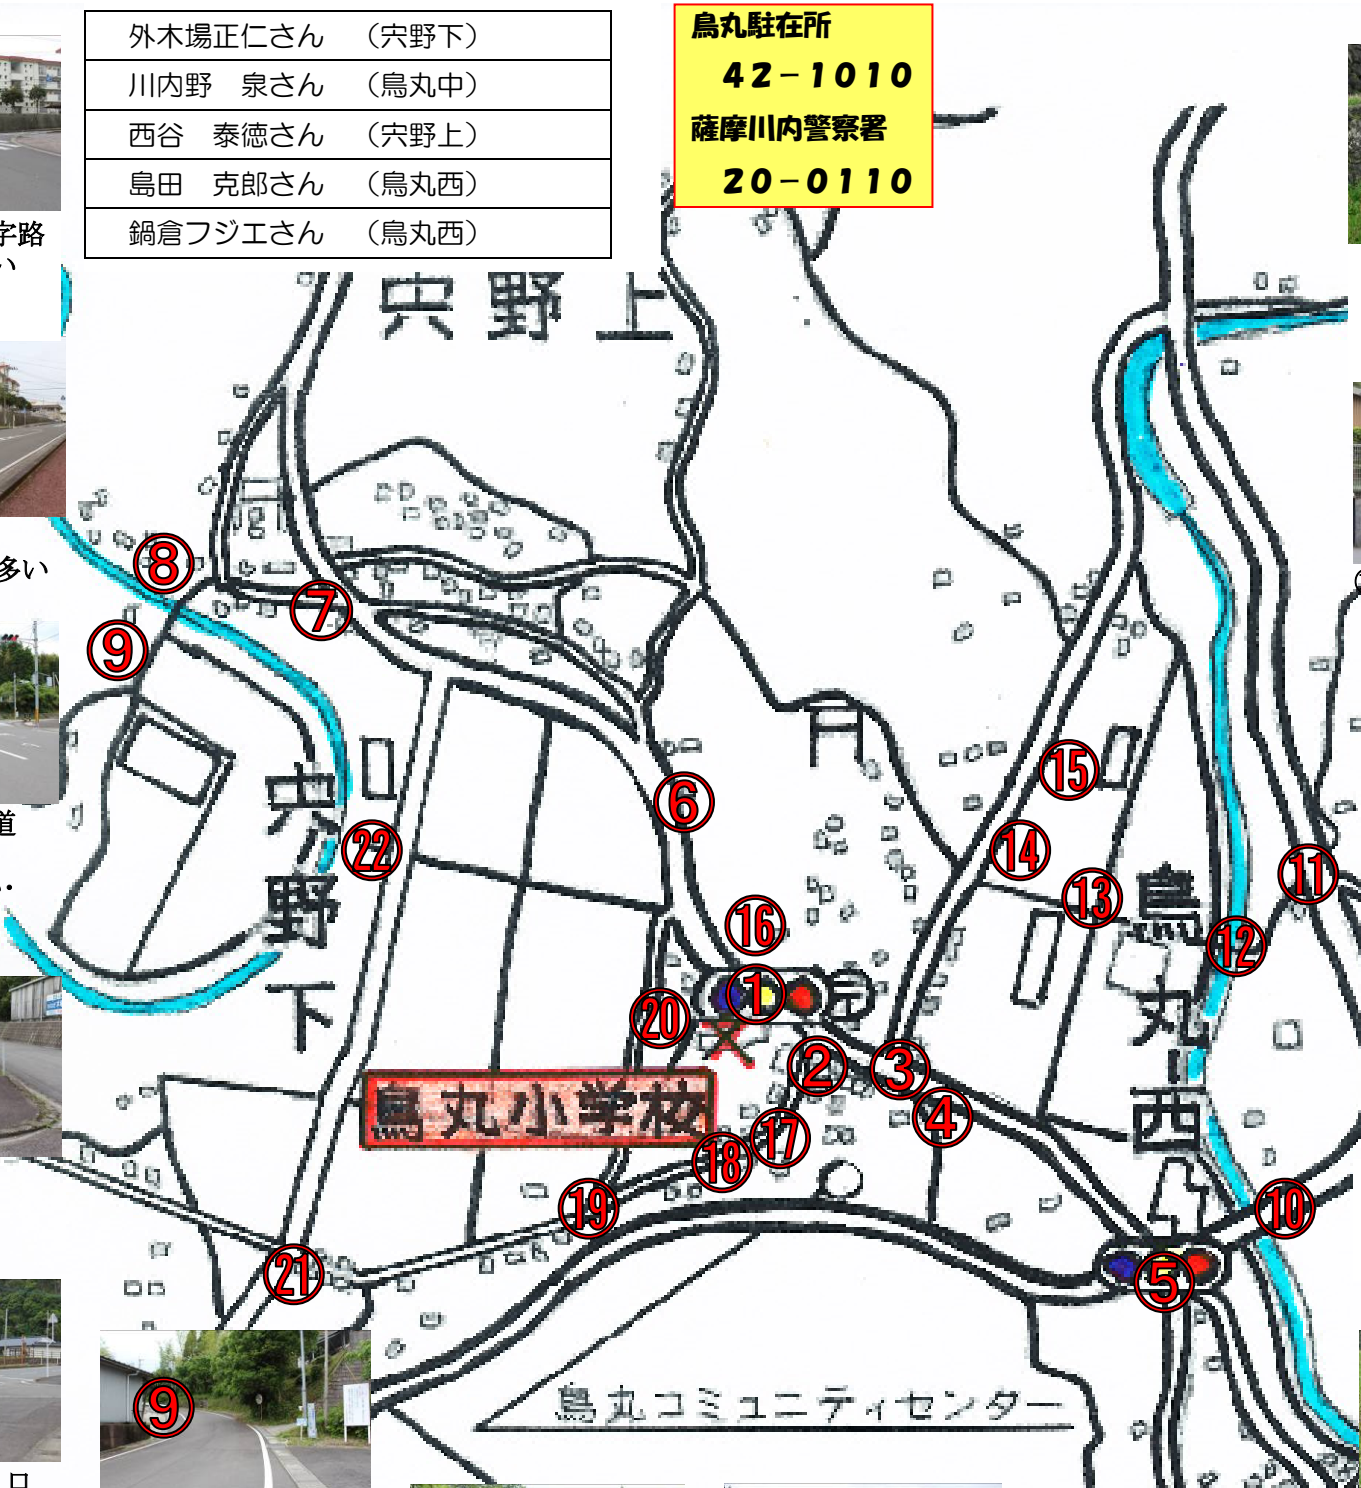 外木場正仁さん　（宍野下）
川内野　泉さん　（鳥丸中）
西谷　泰徳さん　（宍野上）
島田　克郎さん　（鳥丸西）
鍋倉フジエさん　（鳥丸西）
鳥丸駐在所
42-1010
薩摩川内警察署
20-0110
字路
い
宍野上
多い
⑧
⑦
⑨
道
宍野下
⑥
⑮
㉒
⑭
⑬
⑪
鳥丸西
⑯
⑫
①
⑳
②
③
④
鳥丸小学校
⑰
⑱
⑲
⑩
㉑
⑤
⑨
鳥丸コミュニティセンター
口